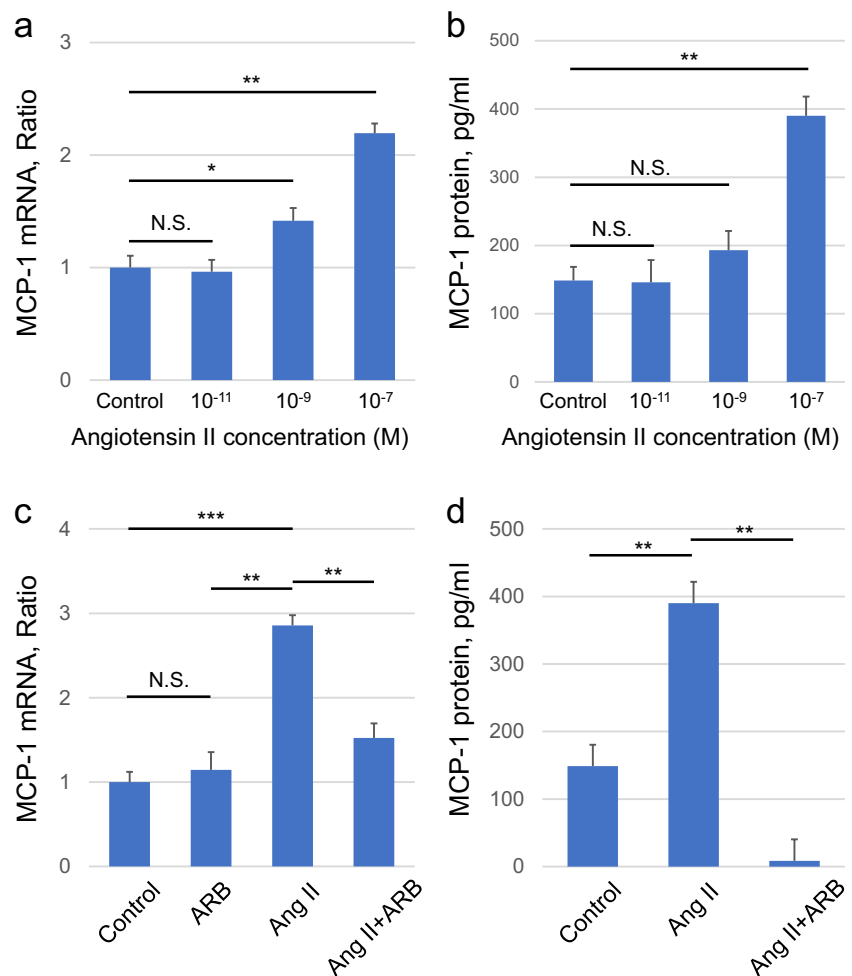 a
MCP-1 mRNA, Ratio
3
2
1
0
**
*
N.S.
Control 10⁻¹¹ 10⁻⁹ 10⁻⁷
Angiotensin II concentration (M)
b
MCP-1 protein, pg/ml
500
400
300
200
100
0
**
N.S.
N.S.
Control 10⁻¹¹ 10⁻⁹ 10⁻⁷
Angiotensin II concentration (M)
c
MCP-1 mRNA, Ratio
4
3
2
1
0
***
** **
N.S.
Control ARB Ang II Ang II+ARB
d
MCP-1 protein, pg/ml
500
400
300
200
100
0
**
**
Control Ang II Ang II+ARB